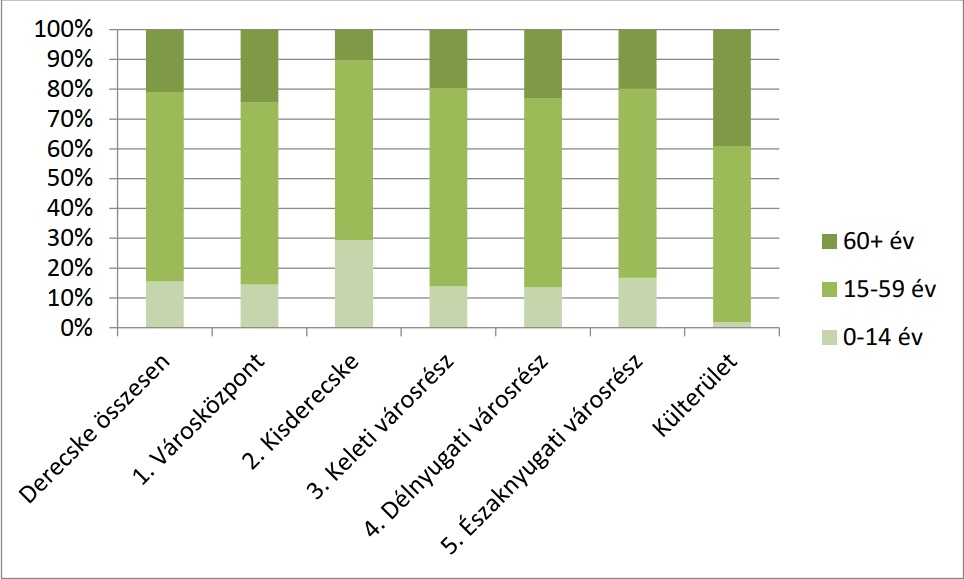 100%
90%
80%
70%
60%
50%
40%
30%
20%
10%
0%
Derecske összesen
1. Városközpont
2. Kisderecske
3. Keleti városrész
4. Délnyugati városrész
5. Északnyugati városrész
Külterület
60+ év
15-59 év
0-14 év